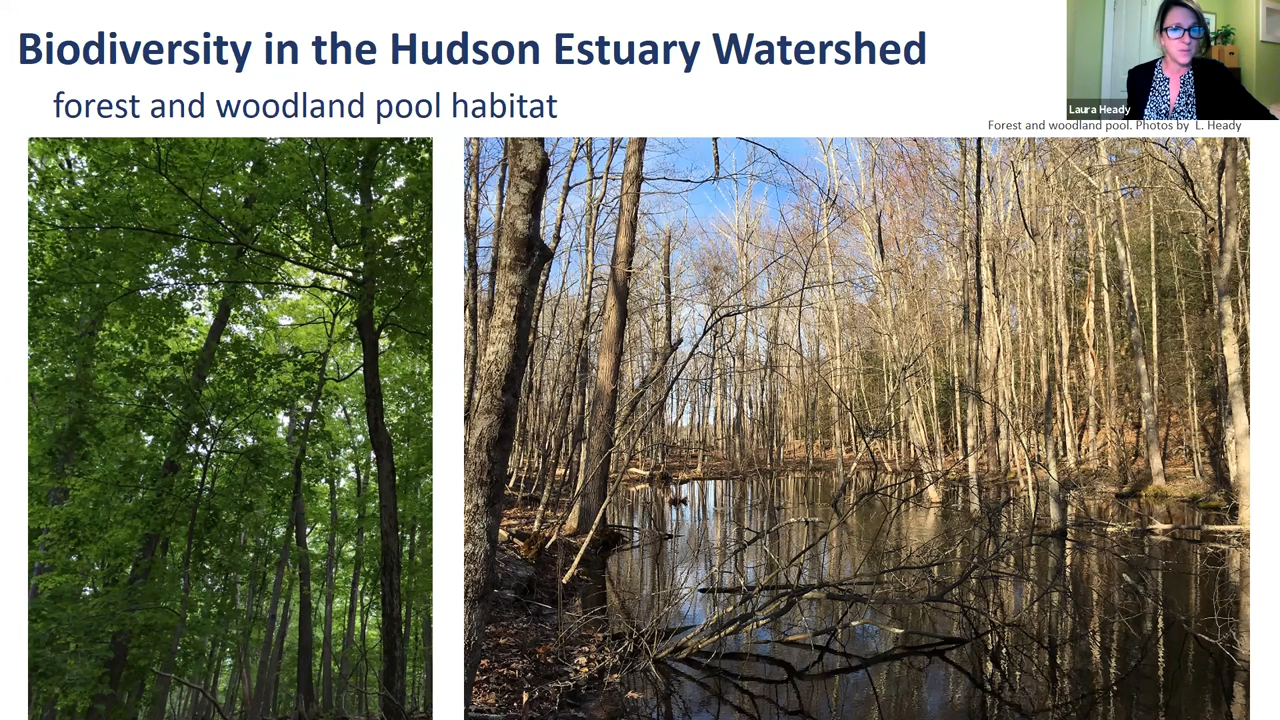 Biodiversity in the Hudson Estuary Watershed
forest and woodland pool habitat
Laura Heady
Forest and woodland pool. Photos by L. Heady